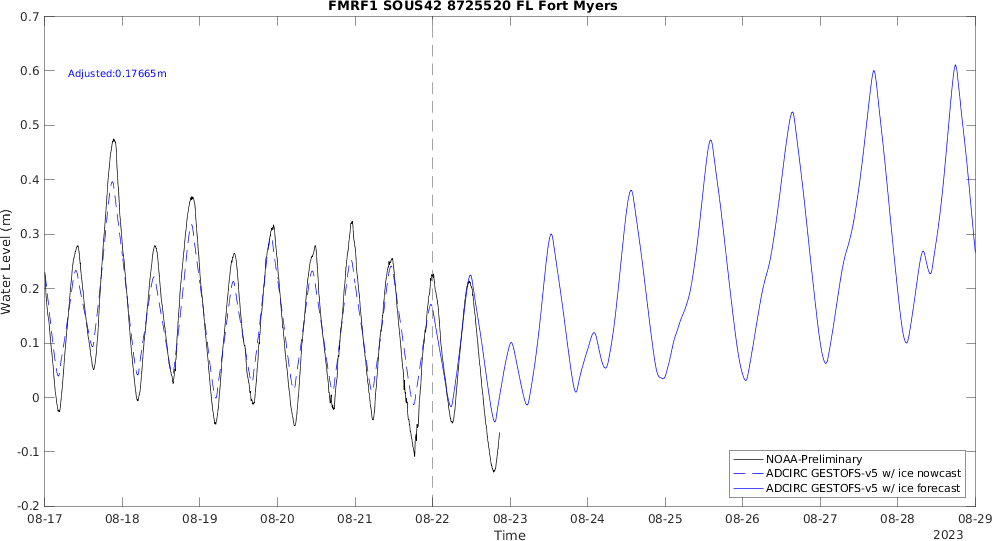 FMRF1 SOUS42 8725520 FL Fort Myers
0.7
0.6
0.5
0.4
0.3
0.2
0.1
0
-0.1
-0.2
Water Level (m)
Adjusted:0.17665m
NOAA-Preliminary
ADCIRC GESTOFS-v5 w/ ice nowcast
ADCIRC GESTOFS-v5 w/ ice forecast
08-17 08-18 08-19 08-20 08-21 08-22 08-23 08-24 08-25 08-26 08-27 08-28 08-29
Time
2023